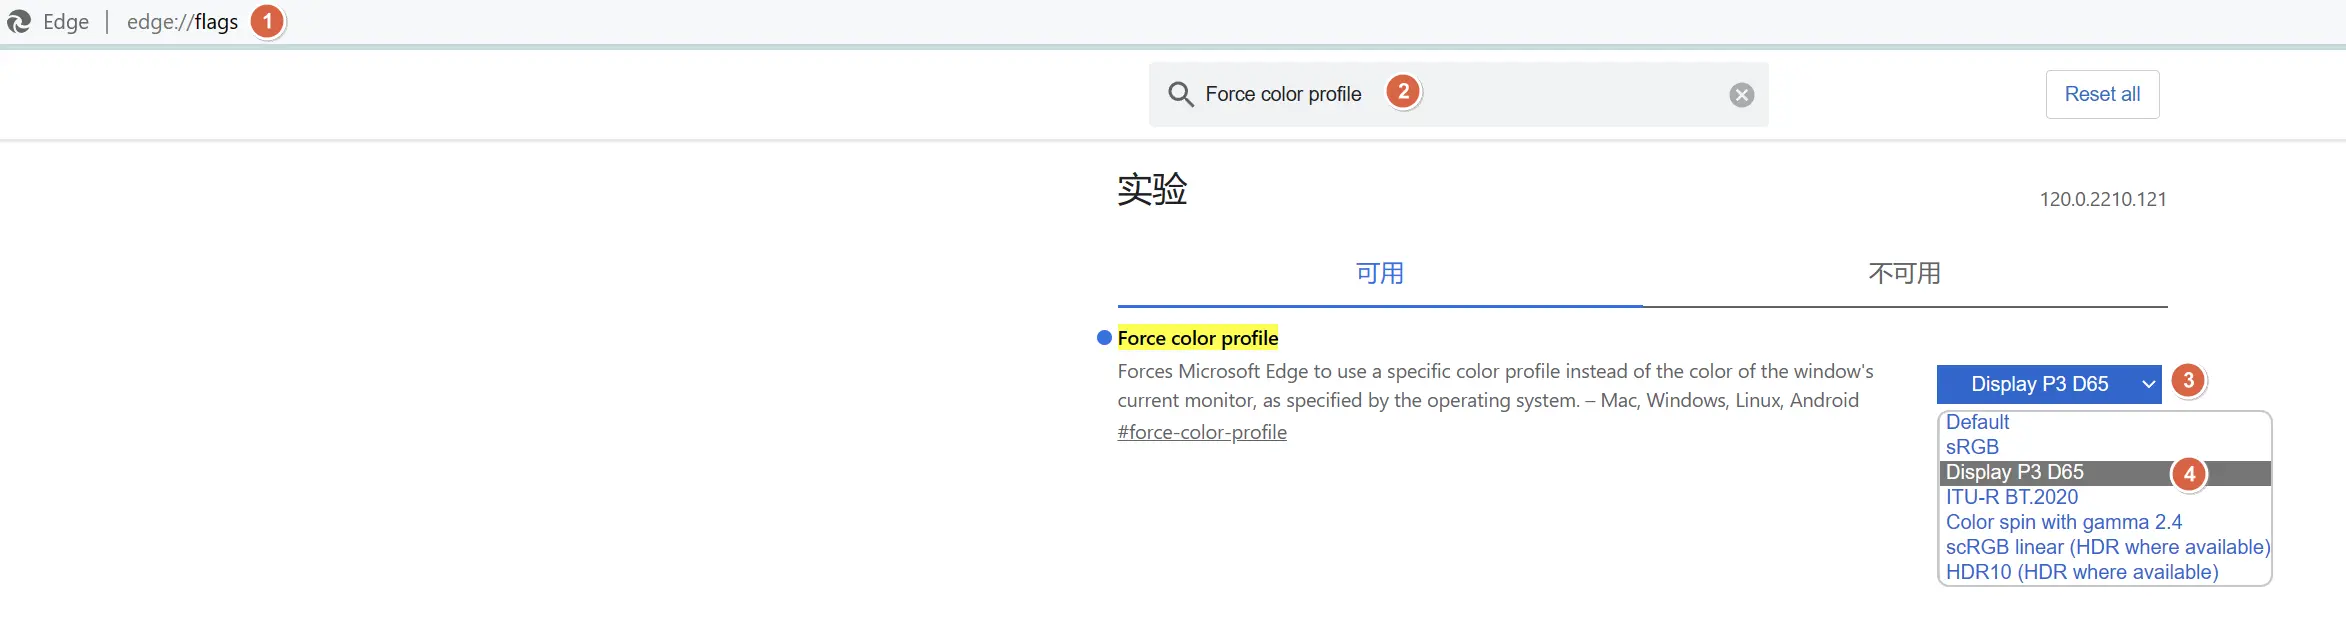 Edge | edge://flags 1
Force color profile 2
Reset all
实验
120.0.2210.121
可用
不可用
Force color profile
Forces Microsoft Edge to use a specific color profile instead of the color of the window's
current monitor, as specified by the operating system. – Mac, Windows, Linux, Android
#force-color-profile
Display P3 D65 3
Default
sRGB
Display P3 D65 4
ITU-R BT.2020
Color spin with gamma 2.4
scRGB linear (HDR where available)
HDR10 (HDR where available)